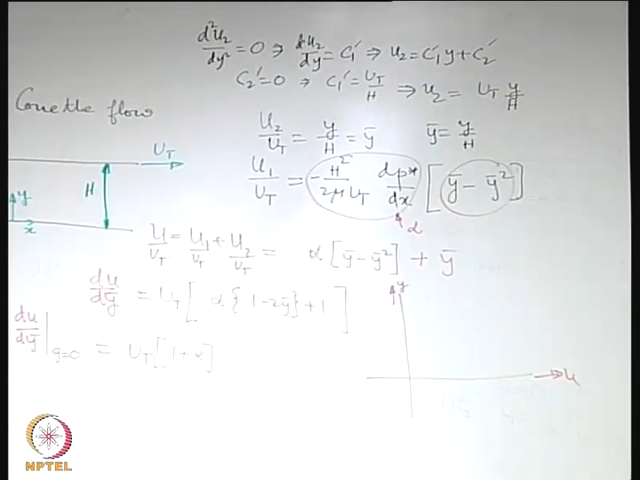 d²u₂/dy² = 0 ⇒ du₂/dy = C₁' ⇒ u₂ = C₁'y + C₂'
C₂' = 0 ⇒ C₁' = U_T/H ⇒ u₂ = U_T y/H
Couette flow
u₂/U_T = y/H = ȳ ȳ = y/H
U_T
u₁/U_T = - H²/2μU_T dp*/dx [ȳ - ȳ²]
H
y
x
α
u/U_T = u₁/U_T + u₂/U_T = α[ȳ - ȳ²] + ȳ
du/dȳ = U_T[α{1-2ȳ}+1]
y
du/dȳ|ȳ=0 = U_T[1+α]
u
NPTEL